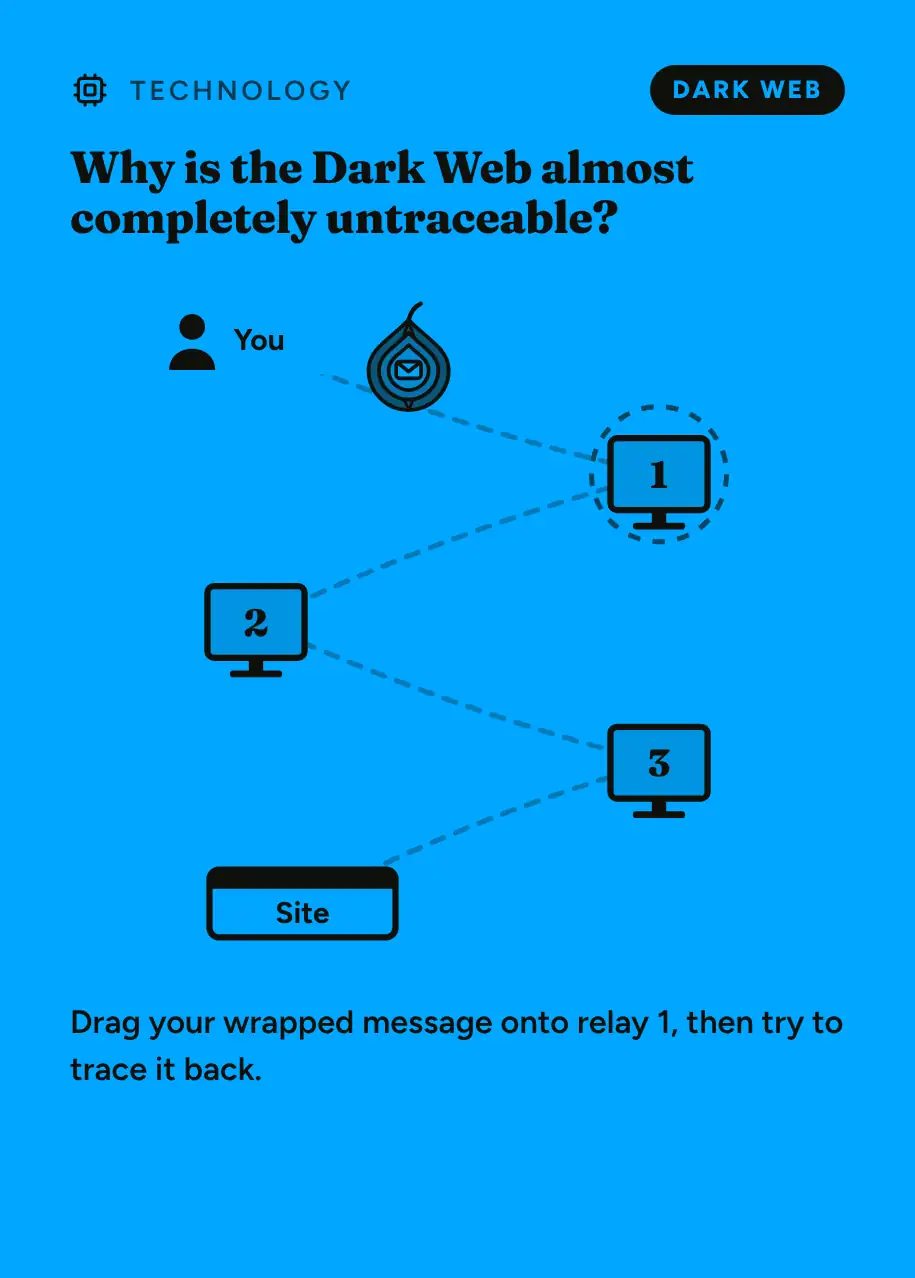 TECHNOLOGY
DARK WEB
Why is the Dark Web almost
completely untraceable?
You
1
2
3
Site
Drag your wrapped message onto relay 1, then try to
trace it back.